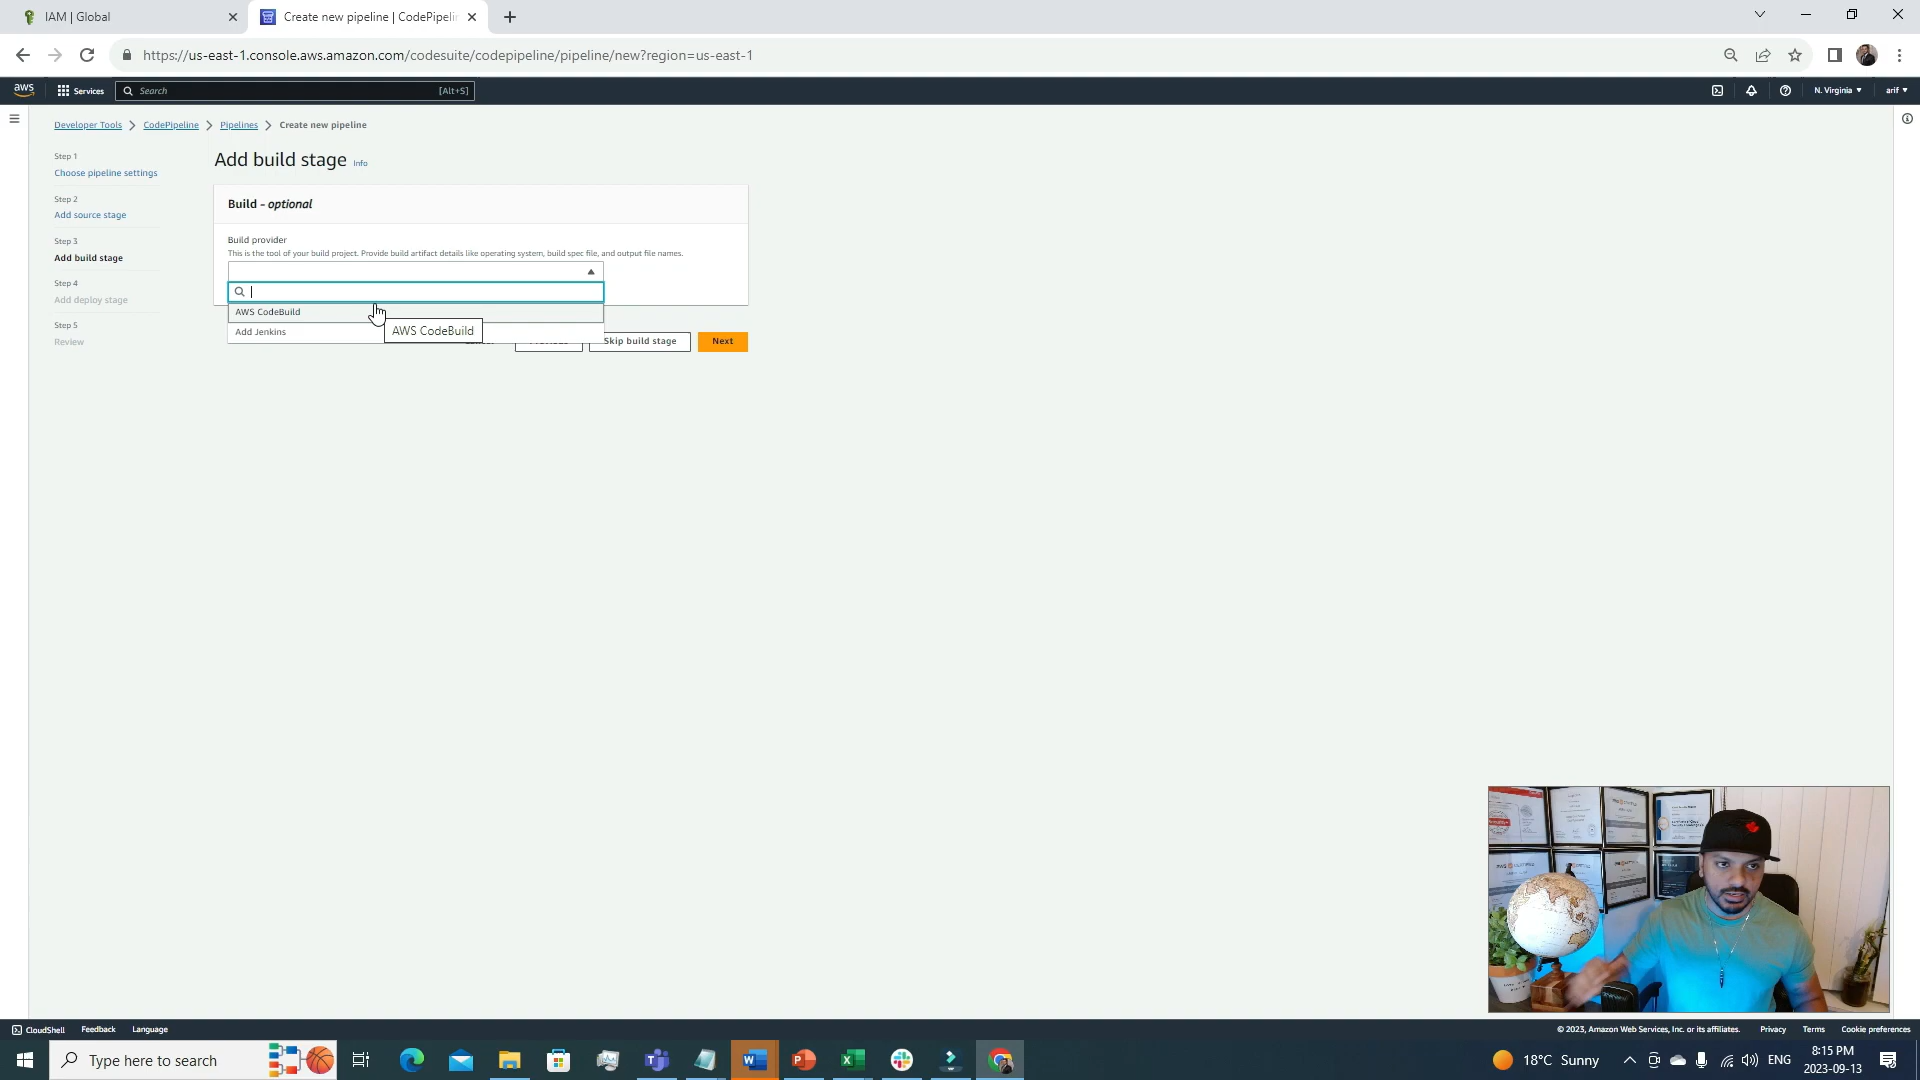 IAM | Global
Create new pipeline | CodePipelin
https://us-east-1.console.aws.amazon.com/codesuite/codepipeline/pipeline/new?region=us-east-1
aws
Services
Search
[Alt+S]
N. Virginia
arif
Developer Tools
CodePipeline
Pipelines
Create new pipeline
Step 1
Choose pipeline settings
Step 2
Add source stage
Step 3
Add build stage
Step 4
Add deploy stage
Step 5
Review
Add build stage Info
Build - optional
Build provider
This is the tool of your build project. Provide build artifact details like operating system, build spec file, and output file names.
AWS CodeBuild
Add Jenkins
AWS CodeBuild
Skip build stage
Next
CloudShell
Feedback
Language
© 2023, Amazon Web Services, Inc. or its affiliates.
Privacy
Terms
Cookie preferences
Type here to search
18°C Sunny
ENG
8:15 PM
2023-09-13